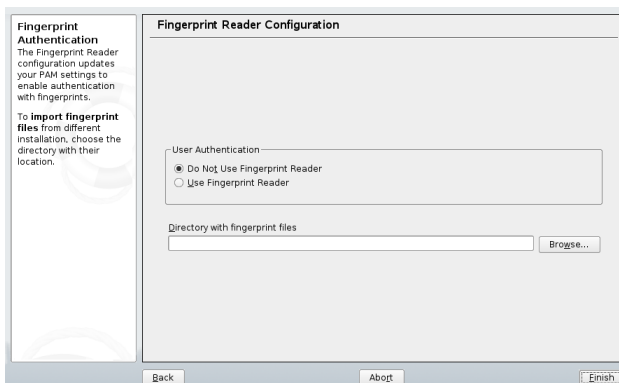 Fingerprint
Authentication
The Fingerprint Reader
configuration updates
your PAM settings to
enable authentication
with fingerprints.
To import fingerprint
files from different
installation, choose the
directory with their
location.
Fingerprint Reader Configuration
User Authentication
Do Not Use Fingerprint Reader
Use Fingerprint Reader
Directory with fingerprint files
Browse...
Back
Abort
Finish